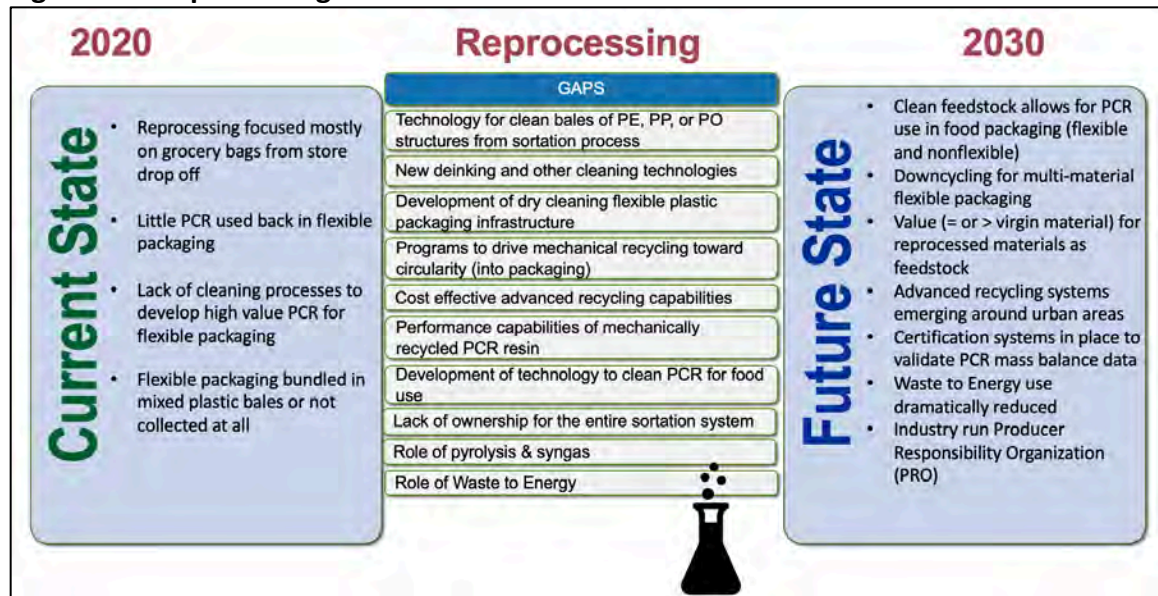 2020
Reprocessing
2030
Current State
• Reprocessing focused mostly
on grocery bags from store
drop off
• Little PCR used back in flexible
packaging
• Lack of cleaning processes to
develop high value PCR for
flexible packaging
• Flexible packaging bundled in
mixed plastic bales or not
collected at all
GAPS
Technology for clean bales of PE, PP, or PO
structures from sortation process
New deinking and other cleaning technologies
Development of dry cleaning flexible plastic
packaging infrastructure
Programs to drive mechanical recycling toward
circularity (into packaging)
Cost effective advanced recycling capabilities
Performance capabilities of mechanically
recycled PCR resin
Development of technology to clean PCR for food
use
Lack of ownership for the entire sortation system
Role of pyrolysis & syngas
Role of Waste to Energy
Future State
• Clean feedstock allows for PCR
use in food packaging (flexible
and nonflexible)
• Downcycling for multi-material
flexible packaging
• Value (= or > virgin material) for
reprocessed materials as
feedstock
• Advanced recycling systems
emerging around urban areas
• Certification systems in place to
validate PCR mass balance data
• Waste to Energy use
dramatically reduced
• Industry run Producer
Responsibility Organization
(PRO)